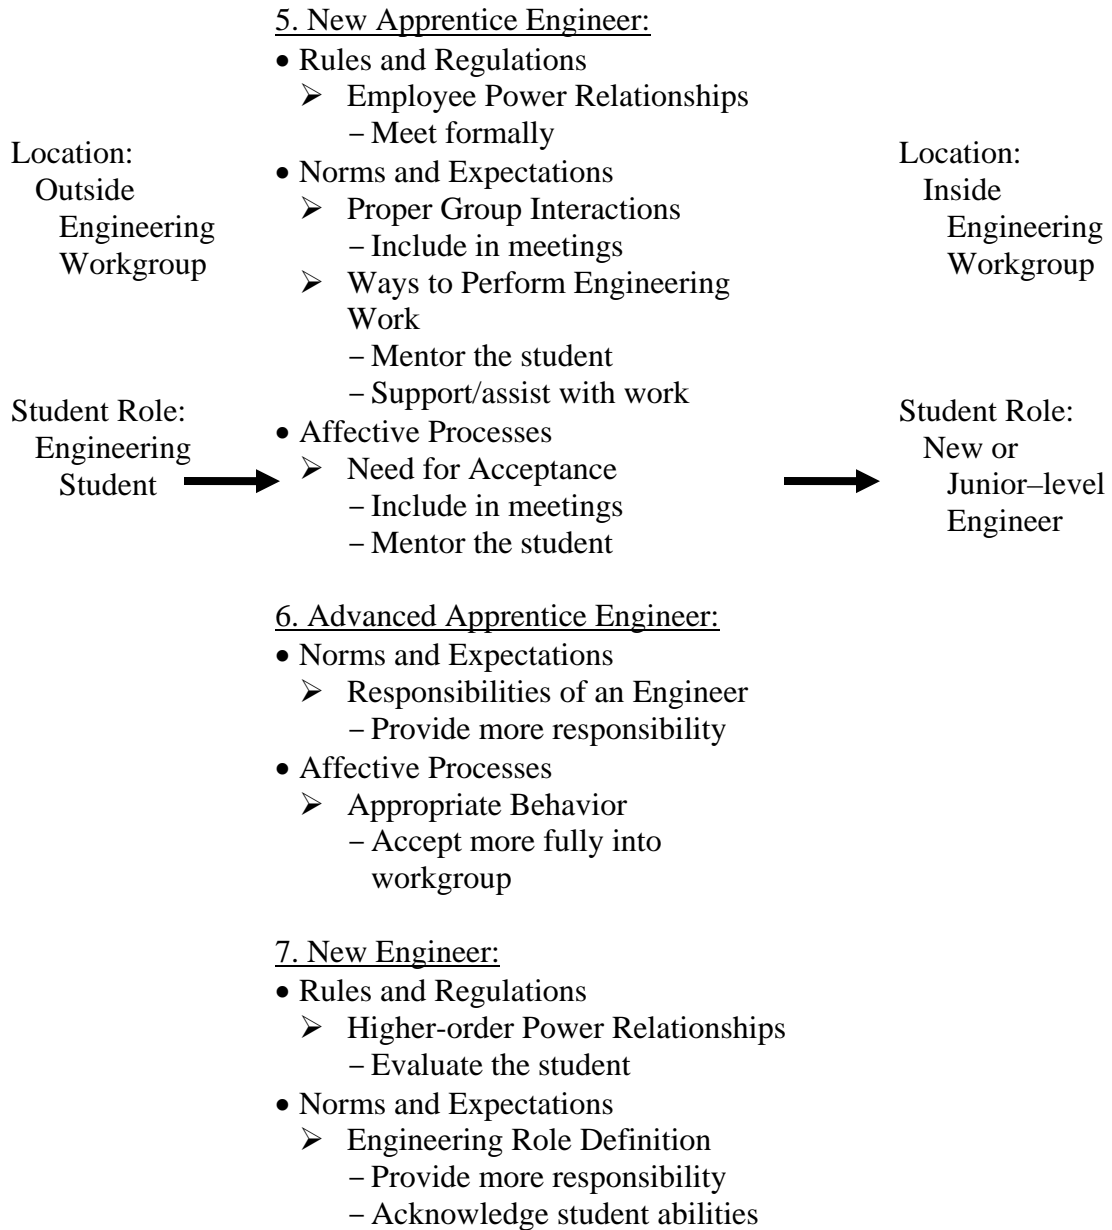 5. New Apprentice Engineer:
• Rules and Regulations
➢ Employee Power Relationships
– Meet formally
Location:
Outside
Engineering
Workgroup
• Norms and Expectations
➢ Proper Group Interactions
– Include in meetings
➢ Ways to Perform Engineering
Work
– Mentor the student
– Support/assist with work
Location:
Inside
Engineering
Workgroup
Student Role:
Engineering
Student
• Affective Processes
➢ Need for Acceptance
– Include in meetings
– Mentor the student
Student Role:
New or
Junior–level
Engineer
6. Advanced Apprentice Engineer:
• Norms and Expectations
➢ Responsibilities of an Engineer
– Provide more responsibility
• Affective Processes
➢ Appropriate Behavior
– Accept more fully into
workgroup
7. New Engineer:
• Rules and Regulations
➢ Higher-order Power Relationships
– Evaluate the student
• Norms and Expectations
➢ Engineering Role Definition
– Provide more responsibility
– Acknowledge student abilities